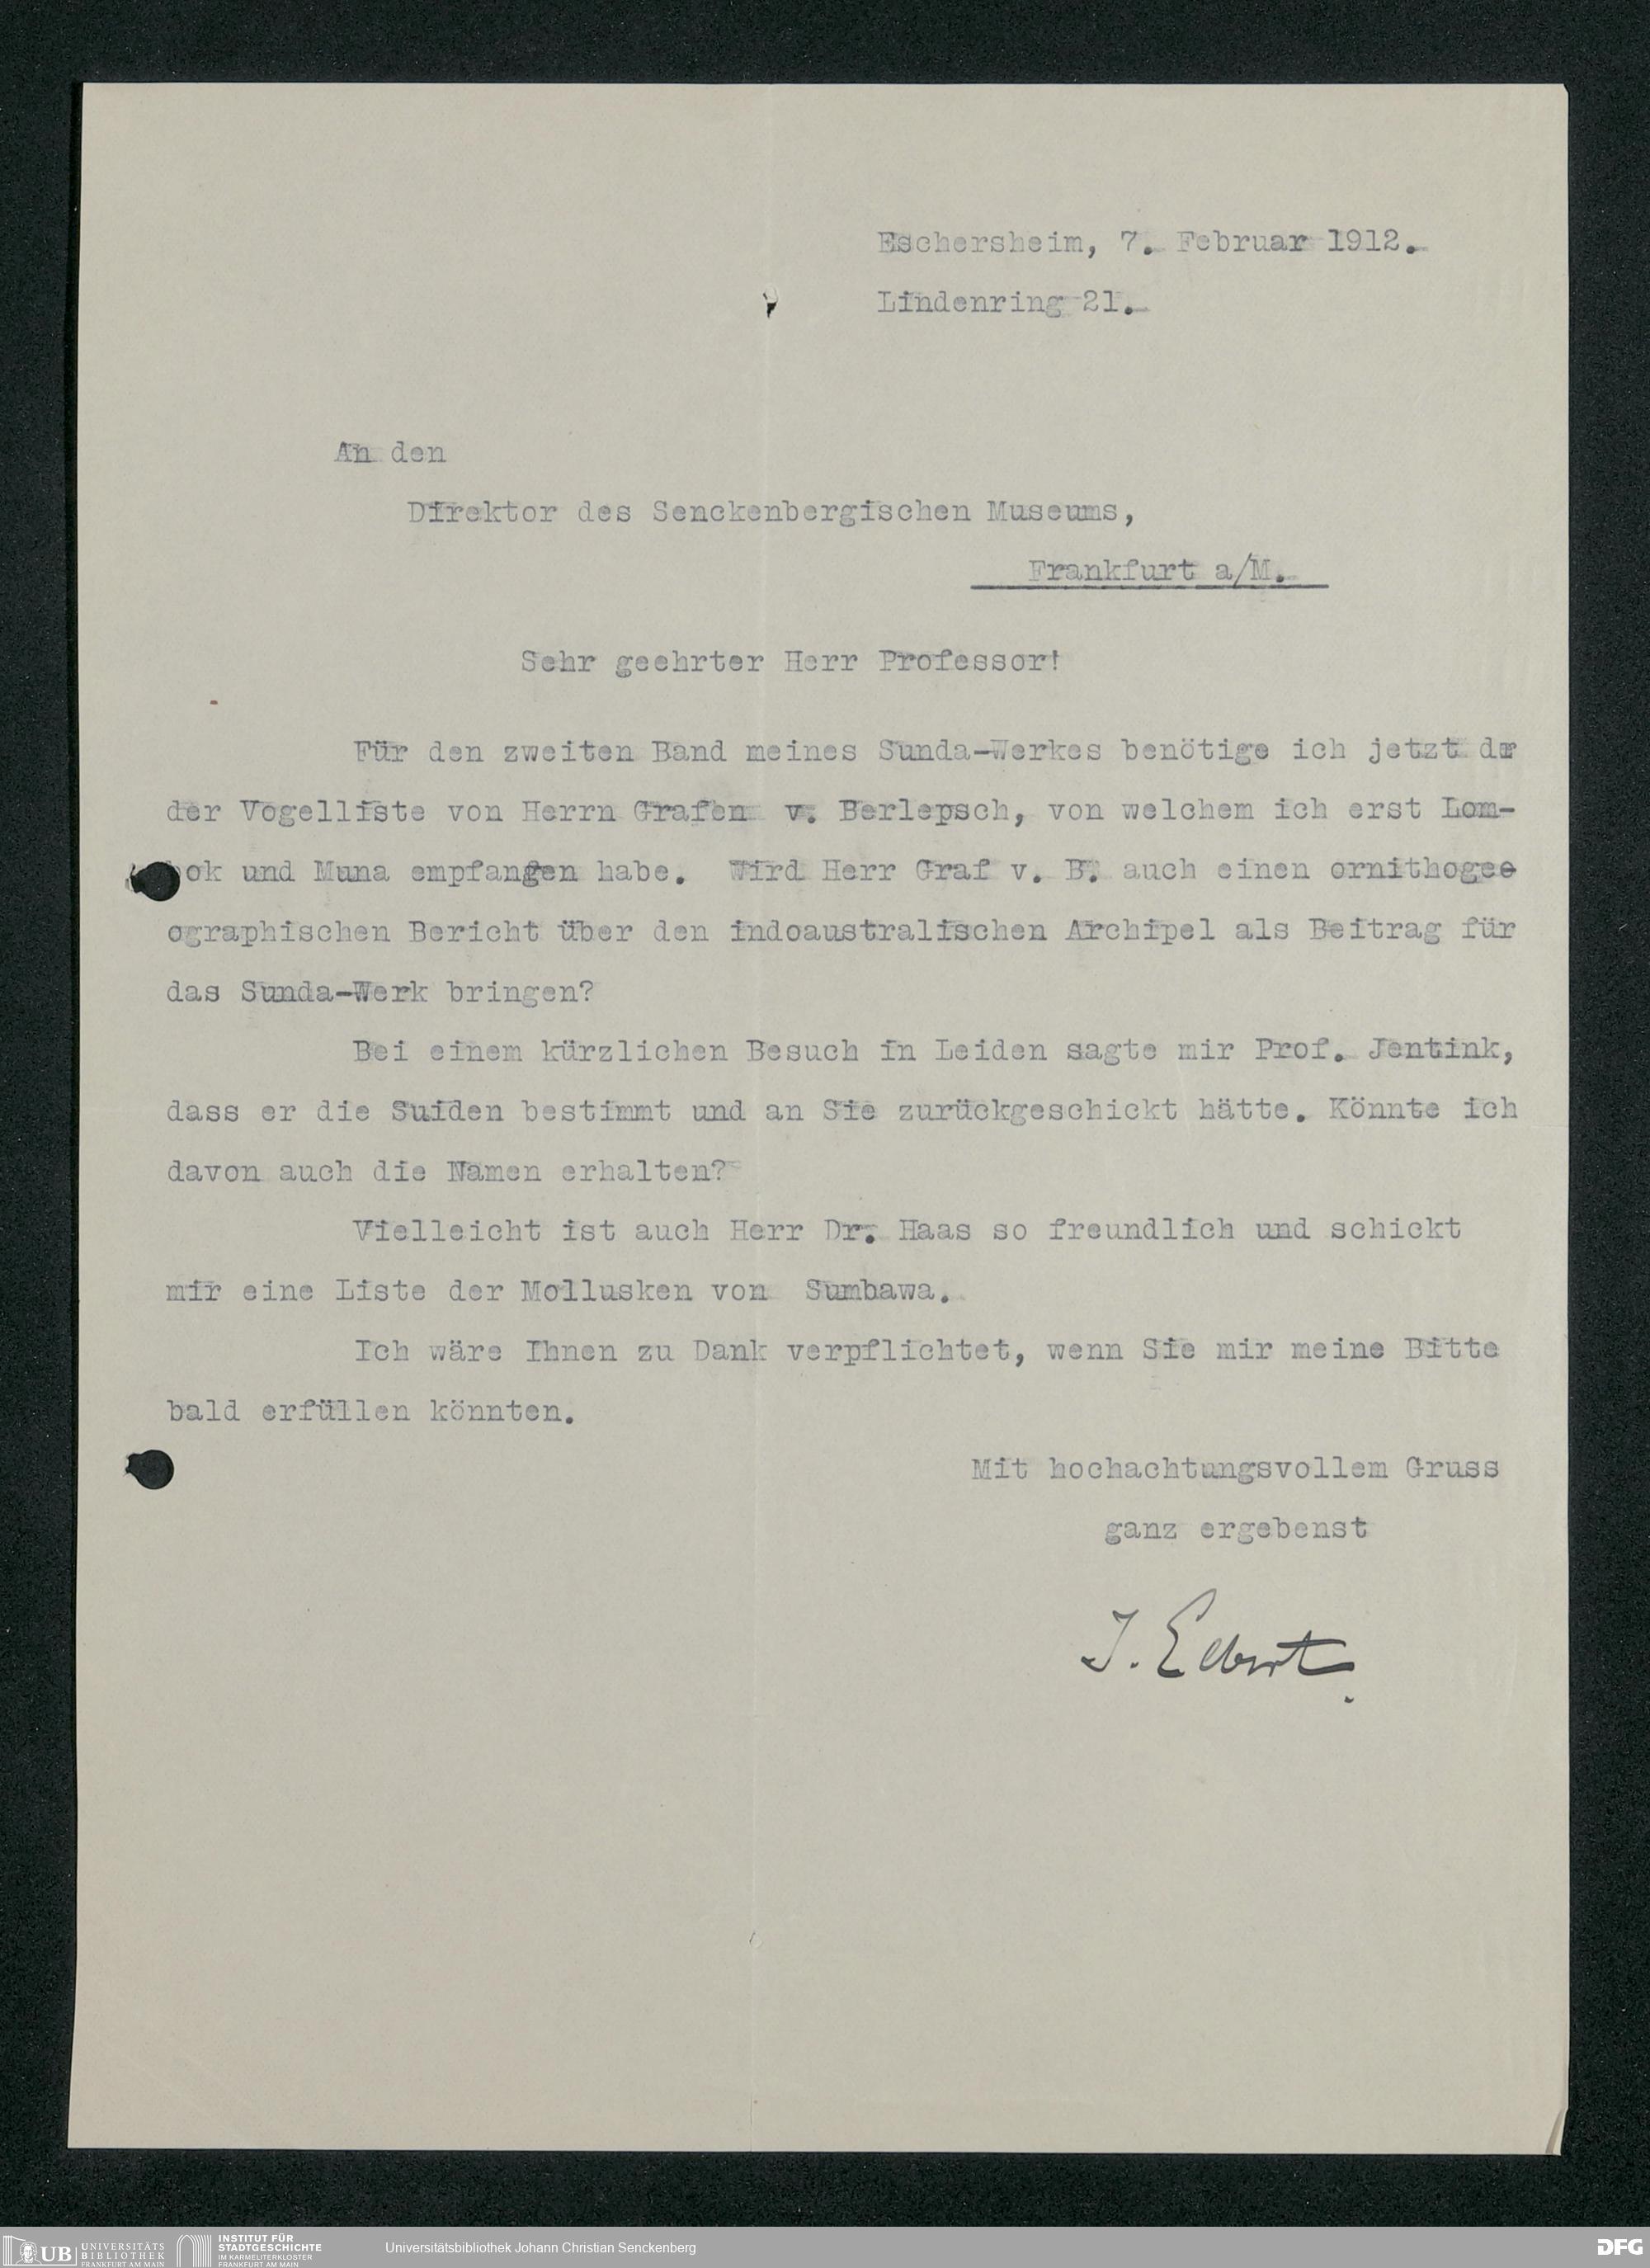 Eschersheim, 7. Februar 1912.
Lindenring 21.
An den
Direktor des Senckenbergischen Museums,
Frankfurt a/M.
Sehr geehrter Herr Professor!
Für den zweiten Band meines Sunda-Werkes benötige ich jetzt
der Vogelliste von Herrn Grafen v. Berlepsch, von welchem ich erst Lom-
bok und Muna empfangen habe. Wird Herr Graf v. B. auch einen ornithogee
ographischen Bericht über den indoaustralischen Archipel als Beitrag für
das Sunda-Werk bringen?
Bei einem kürzlichen Besuch in Leiden sagte mir Prof. Jentink,
dass er die Suiden bestimmt und an Sie zurückgeschickt hätte. Könnte ich
davon auch die Namen erhalten?
Vielleicht ist auch Herr Dr. Haas so freundlich und schickt
mir eine Liste der Mollusken von Sumbawa.
Ich wäre Ihnen zu Dank verpflichtet, wenn Sie mir meine Bitte
bald erfüllen könnten.
Mit hochachtungsvollem Gruss
ganz ergebenst
J. Elbert.
UB UNIVERSITÄTS
BIBLIOTHEK
FRANKFURT AM MAIN
INSTITUT FÜR
STADTGESCHICHTE
IM KARMELITERKLOSTER
FRANKFURT AM MAIN
Universitätsbibliothek Johann Christian Senckenberg
DFG